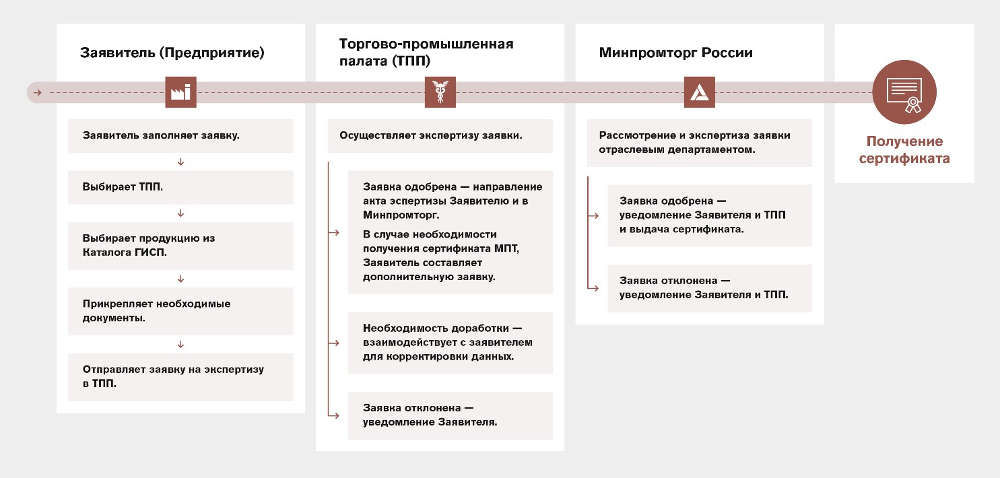 Заявитель (Предприятие)
Заявитель заполняет заявку.
Выбирает ТПП.
Выбирает продукцию из
Каталога ГИСП.
Прикрепляет необходимые
документы.
Отправляет заявку на экспертизу
в ТПП.
Торгово-промышленная
палата (ТПП)
Осуществляет экспертизу заявки.
Заявка одобрена — направление
акта эспертизы Заявителю и в
Минпромторг.
В случае необходимости
получения сертификата МПТ,
Заявитель составляет
дополнительную заявку.
Необходимость доработки —
взаимодействует с заявителем
для корректировки данных.
Заявка отклонена —
уведомление Заявителя.
Минпромторг России
Рассмотрение и экспертиза заявки
отраслевым департаментом.
Заявка одобрена —
уведомление Заявителя и ТПП
и выдача сертификата.
Заявка отклонена —
уведомление Заявителя и ТПП.
Получение
сертификата